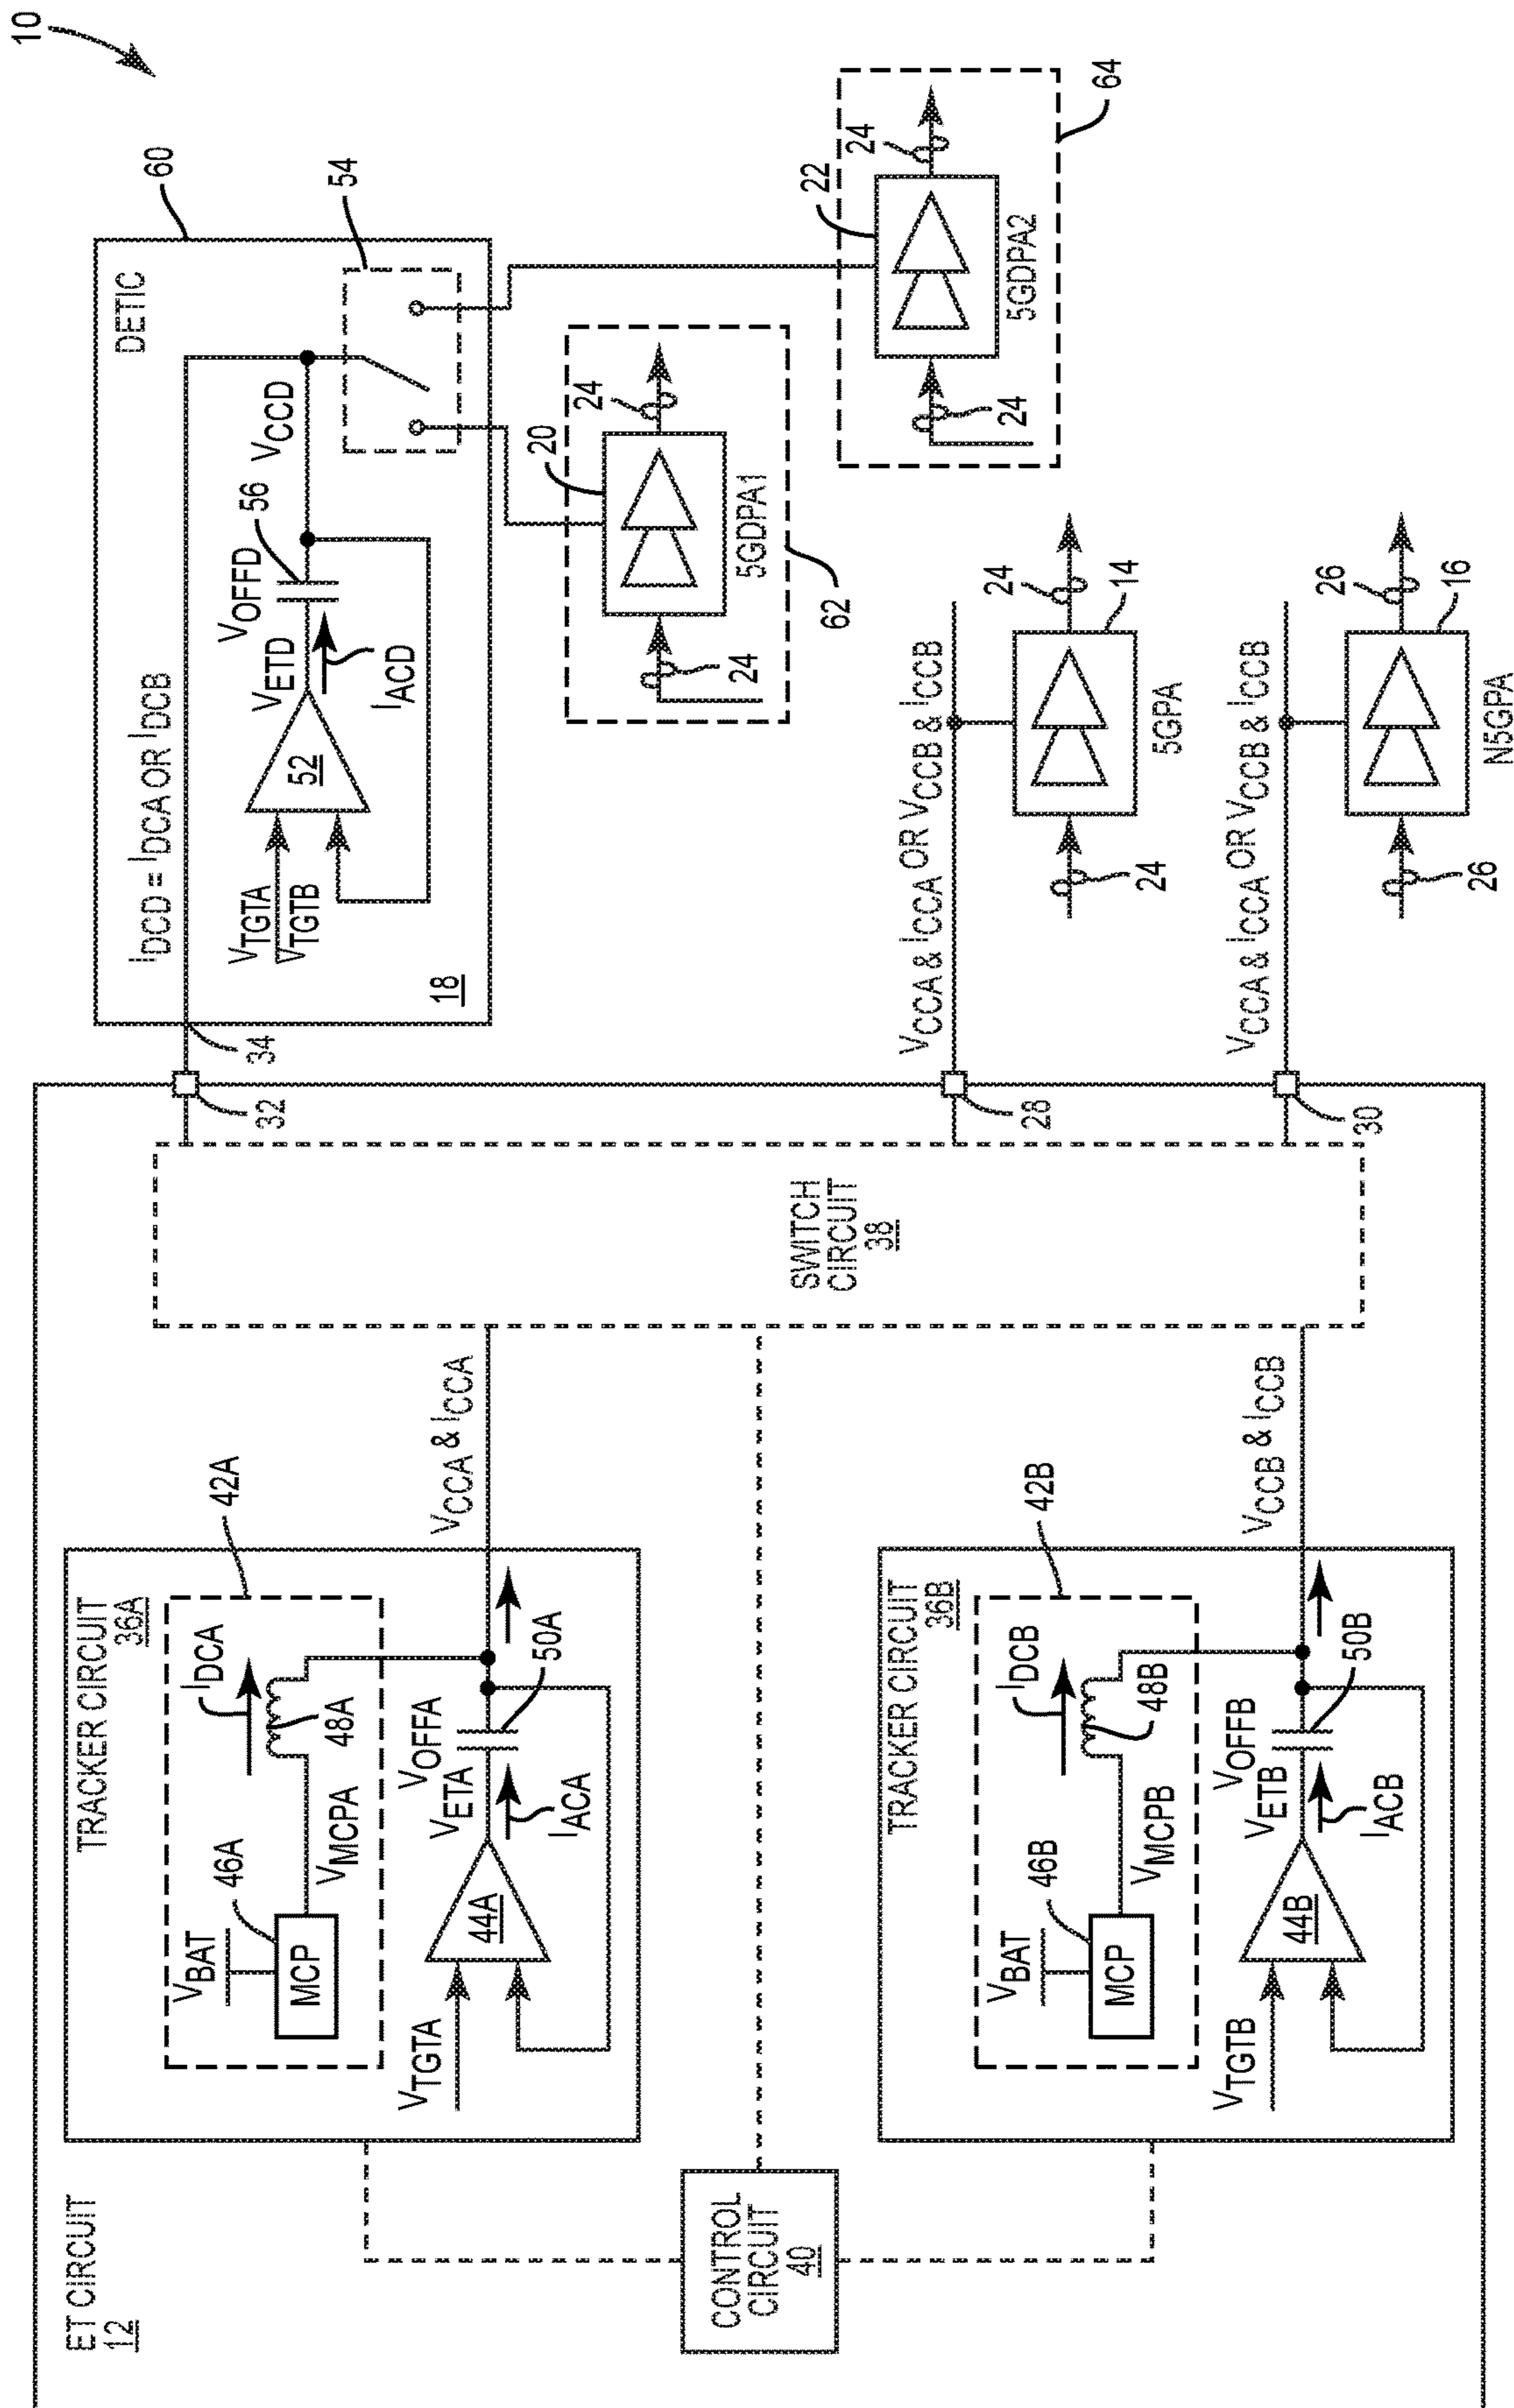 10
ET CIRCUIT
12
TRACKER CIRCUIT
36A
42A
VBAT
46A
MCP
VMCPA
IDCA
48A
VTGTA
44A
VETA
VOFFA
IACA
50A
VCCA & ICCA
CONTROL
CIRCUIT
40
TRACKER CIRCUIT
36B
42B
VBAT
46B
MCP
VMCPB
IDCB
48B
VTGTB
44B
VETB
VOFFB
IACB
50B
VCCB & ICCB
SWITCH
CIRCUIT
38
32
34
28
30
DETIC
60
18
IDCD = IDCA OR IDCB
VTGTA
VTGTB
52
VETD
VOFFD
56
IACD
VCCD
54
20
24
24
5GDPA1
62
22
24
24
5GDPA2
64
VCCA & ICCA OR VCCB & ICCB
24
24
14
5GPA
VCCA & ICCA OR VCCB & ICCB
26
26
16
N5GPA